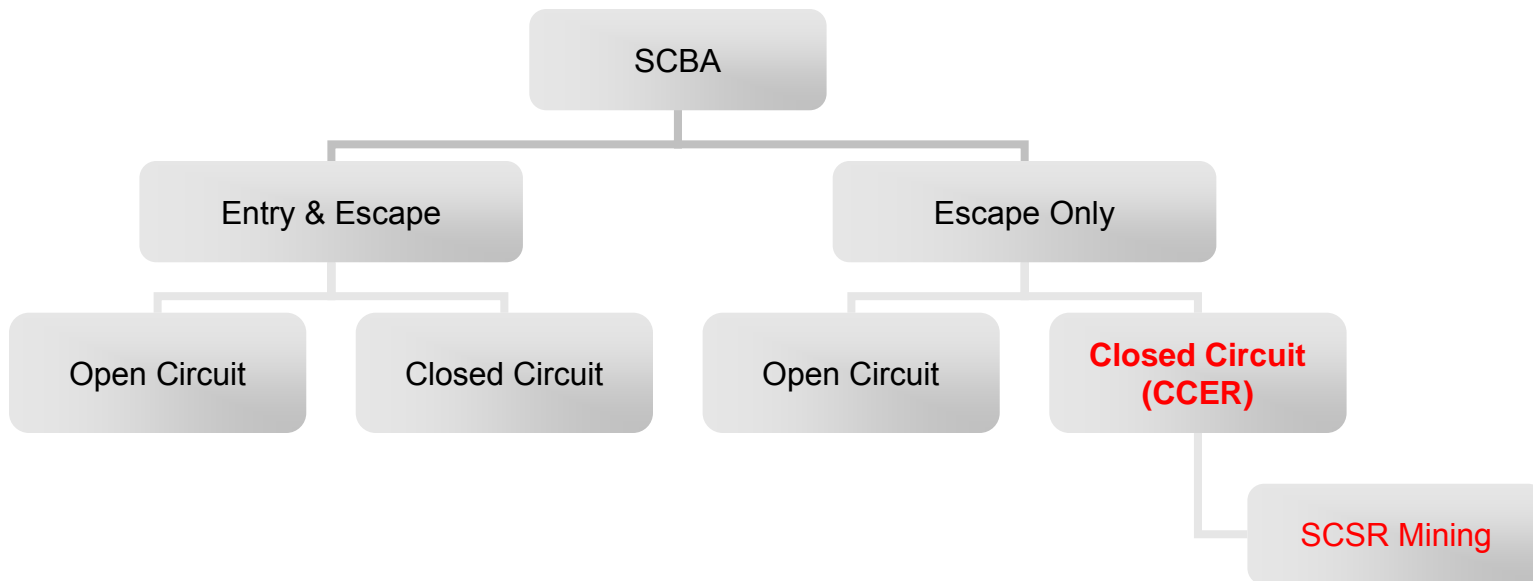 SCBA
Entry & Escape
Escape Only
Open Circuit
Closed Circuit
Open Circuit
Closed Circuit
(CCER)
SCSR Mining